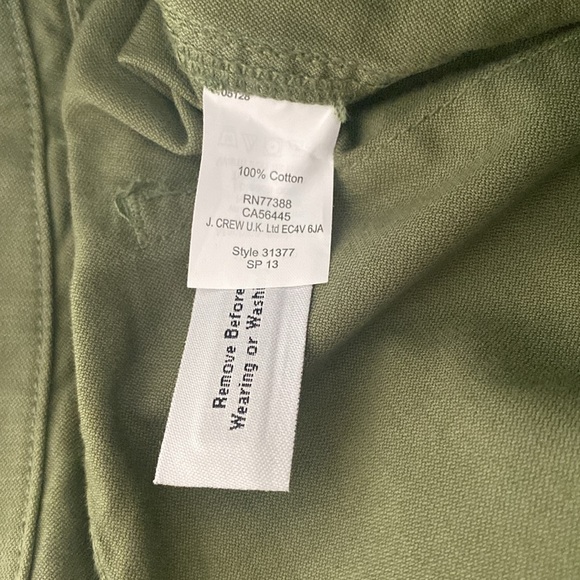 100% Cotton
RN77388
CA56445
J. CREW U.K. Ltd EC4V 6JA
Style 31377
SP 13
Remove Before
Wearing or Washi